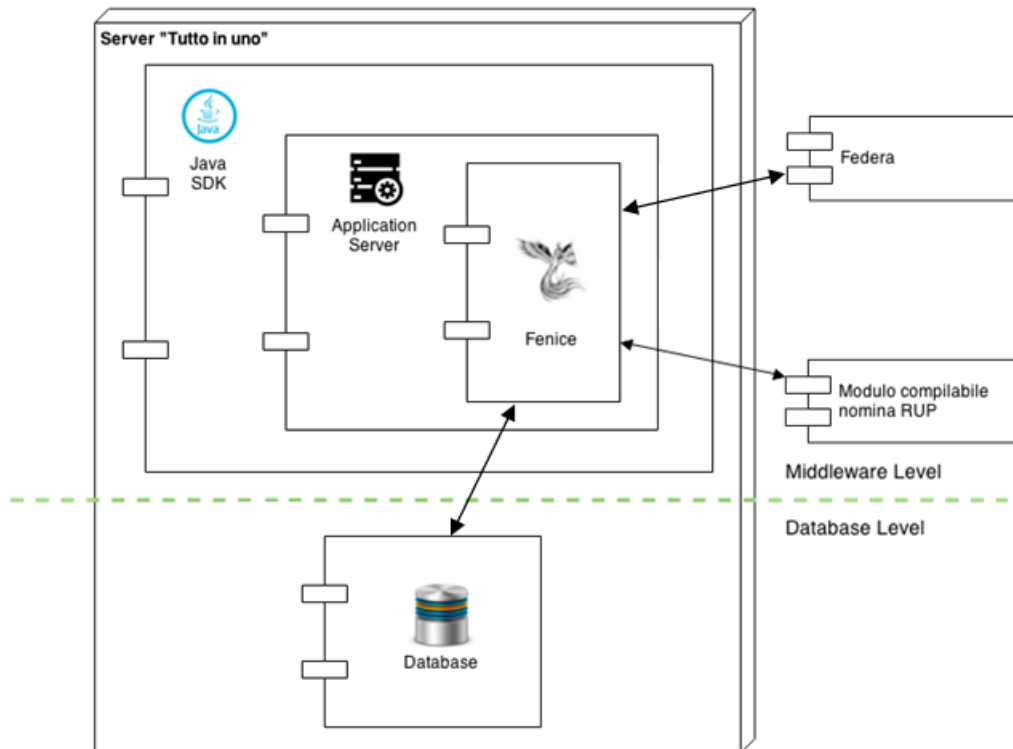 Server "Tutto in uno"
Java
Java
SDK
Application
Server
Fenice
Federa
Modulo compilabile
nomina RUP
Middleware Level
Database Level
Database